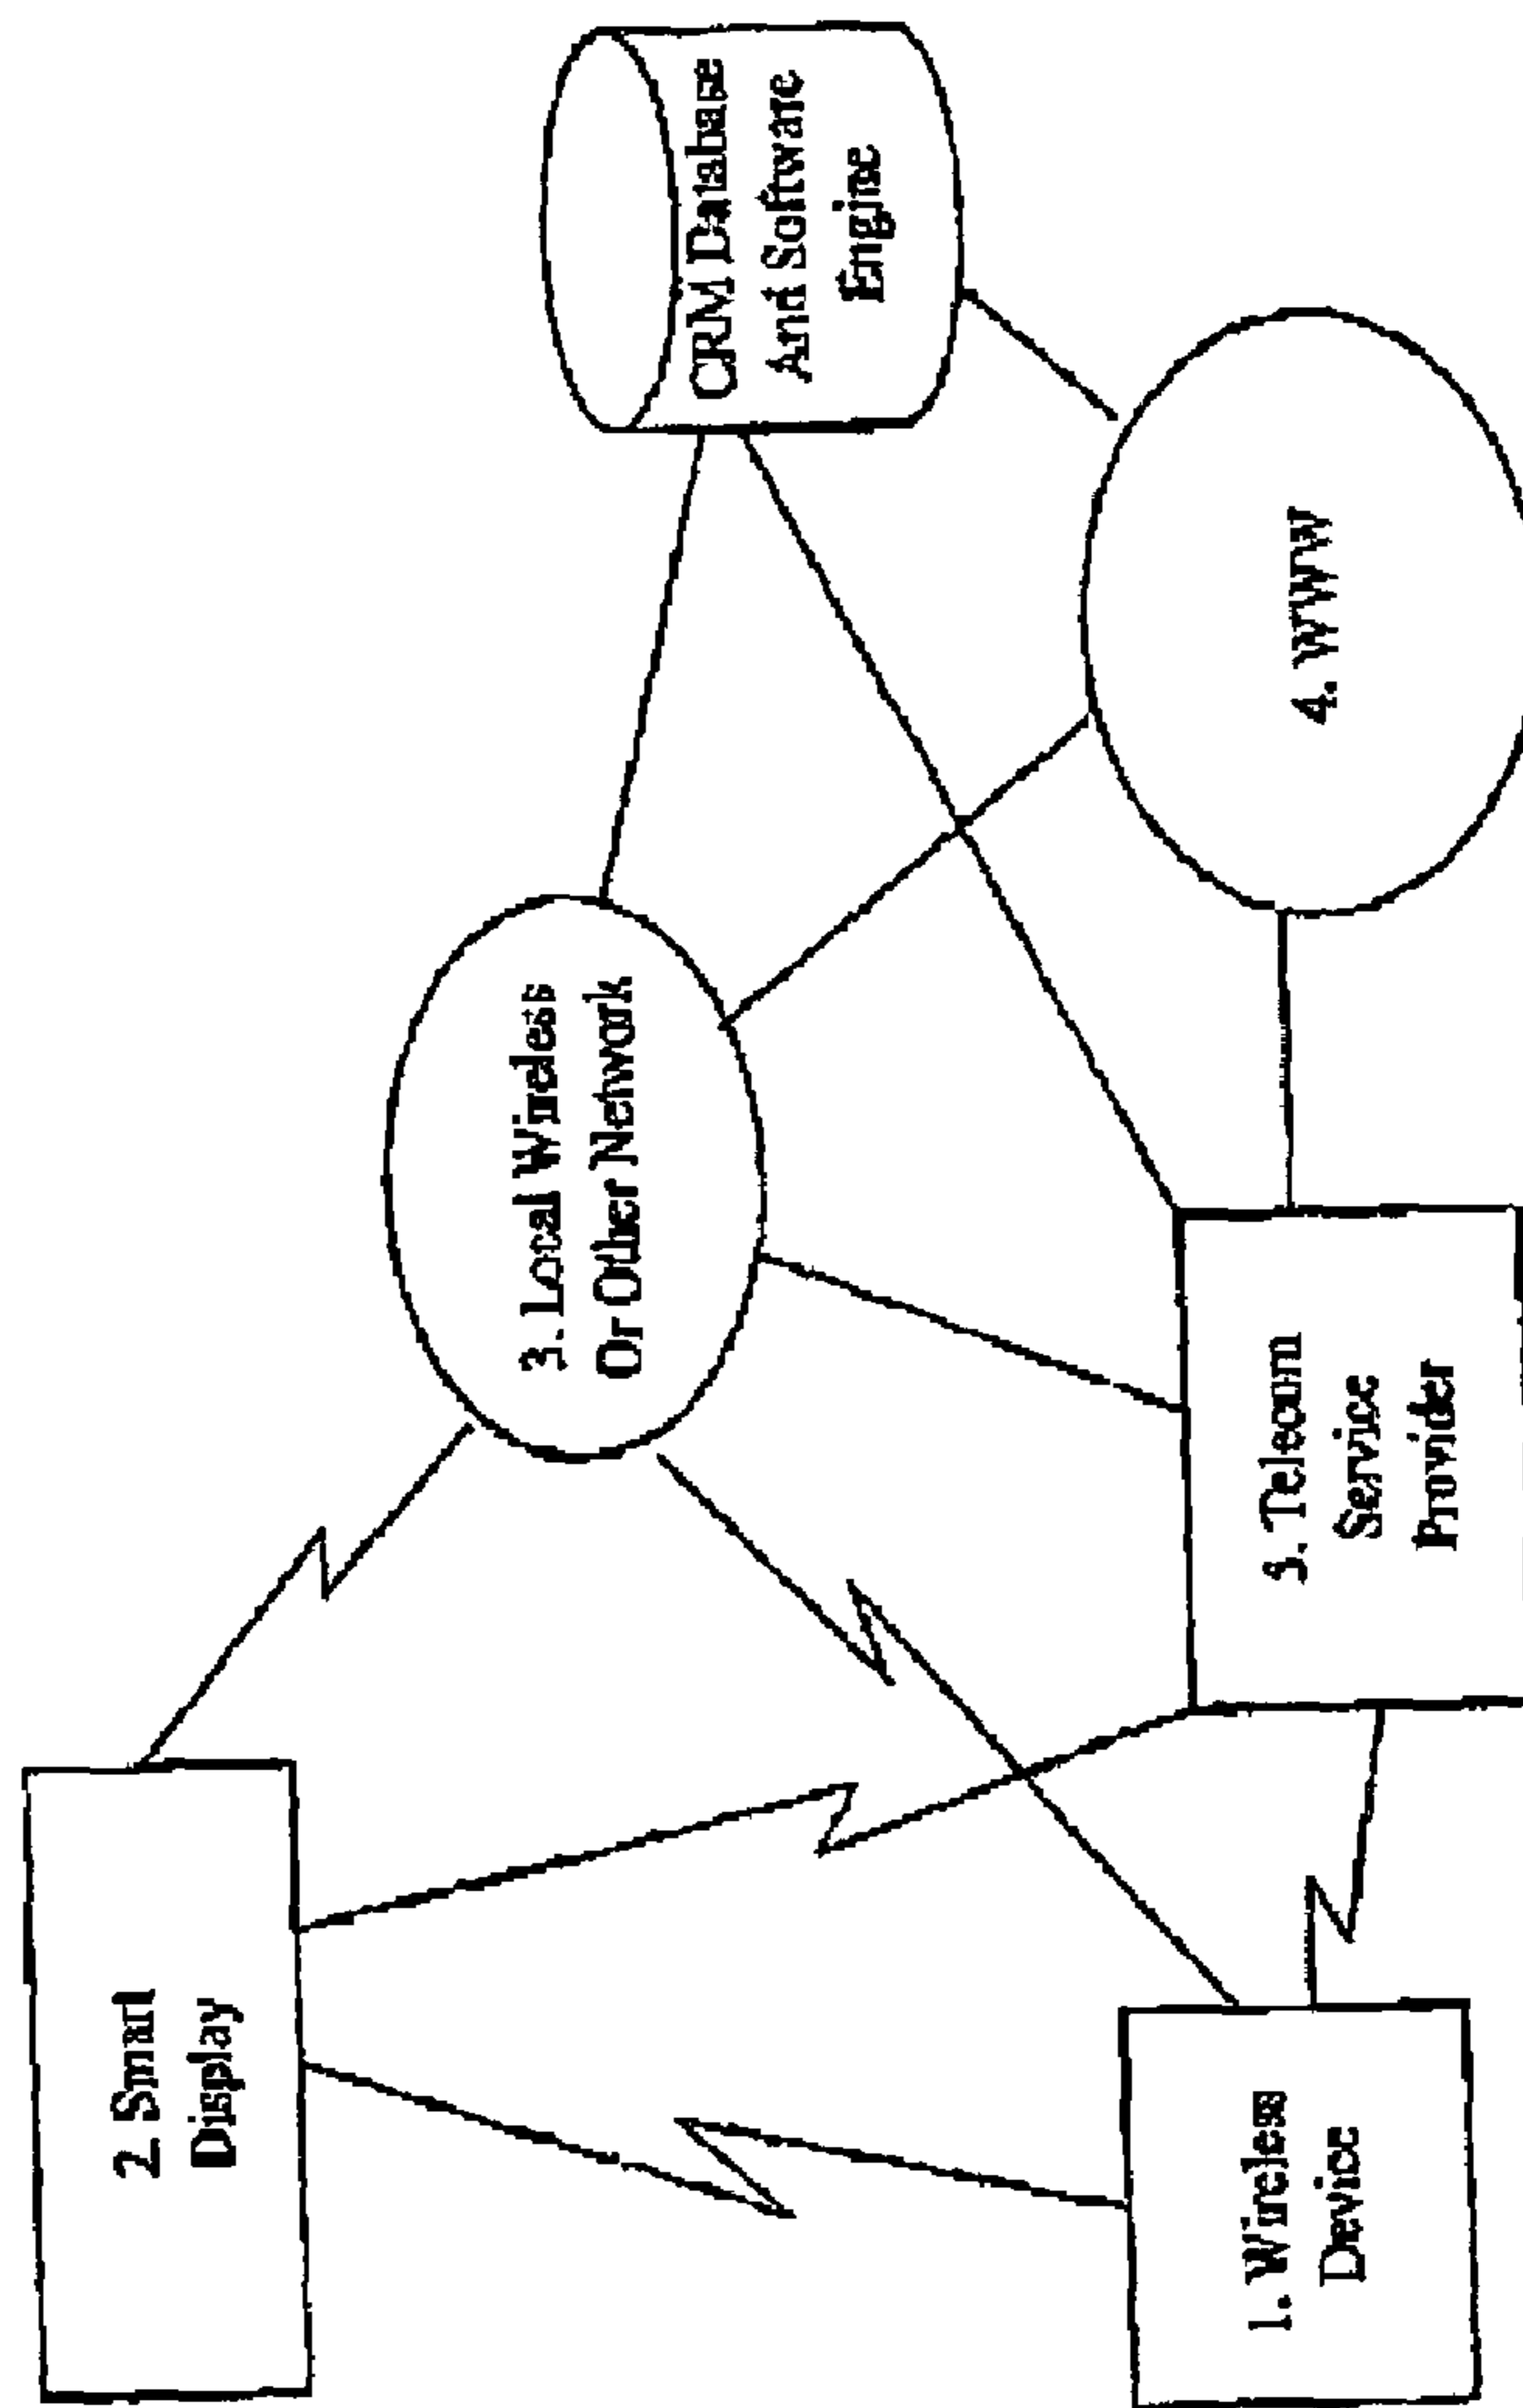 2. Smart
Display
3. Local Wireless
Or Other Network
CRM Database
And Software
Engine
1. Wireless
Device
3. Telecom
Service
Provider
4. WWW